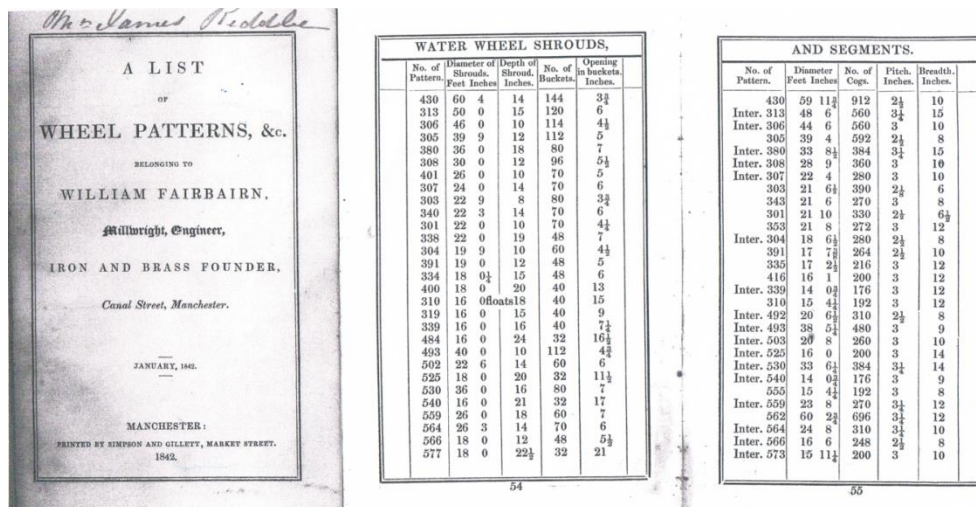 Mr James Kiddle
A LIST
OF
WHEEL PATTERNS, &c.
BELONGING TO
WILLIAM FAIRBAIRN,
Millwright, Engineer,
IRON AND BRASS FOUNDER,
Canal Street, Manchester.
JANUARY, 1842.
MANCHESTER:
PRINTED BY SIMPSON AND GILLETT, MARKET STREET.
1842.
WATER WHEEL SHROUDS,
No. of Pattern. Diameter of Shrouds. Feet Inches Depth of Shroud. Inches. No. of Buckets. Opening in buckets. Inches.
430 60 4 14 144 3¾
313 50 0 15 120 6
306 46 0 10 114 4½
305 39 9 12 112 5
380 36 0 18 80 7
308 30 0 12 96 5½
401 26 0 10 70 5
307 24 0 14 70 6
303 22 9 8 80 3¾
340 22 3 14 70 6
301 22 0 10 70 4¼
338 22 0 19 48 7
304 19 9 10 60 4½
391 19 0 12 48 5
334 18 0¼ 15 48 6
400 18 0 20 40 13
310 16 0 floats 18 40 15
319 16 0 15 40 9
339 16 0 16 40 7¼
484 16 0 24 32 16½
493 40 0 10 112 4¾
502 22 6 14 60 6
525 18 0 20 32 11½
530 36 0 16 80 7
540 16 0 21 32 17
559 26 0 18 60 7
564 26 3 14 70 6
566 18 0 12 48 5½
577 18 0 22½ 32 21
54
AND SEGMENTS.
No. of Pattern. Diameter Feet Inches No. of Cogs. Pitch. Inches. Breadth. Inches.
430 59 11¾ 912 2½ 10
Inter. 313 48 6 560 3¼ 15
Inter. 306 44 6 560 3 10
305 39 4 592 2½ 8
Inter. 380 33 8½ 384 3¼ 15
Inter. 308 28 9 360 3 10
Inter. 307 22 4 280 3 10
303 21 6½ 390 2⅛ 6
343 21 6 270 3 8
301 21 10 330 2½ 6½
353 21 8 272 3 12
Inter. 304 18 6½ 280 2½ 8
391 17 7⅜ 264 2½ 10
335 17 2½ 216 3 12
416 16 1 200 3 12
Inter. 339 14 0¾ 176 3 12
310 15 4¼ 192 3 12
Inter. 492 20 6½ 310 2½ 8
Inter. 493 38 5¼ 480 3 9
Inter. 503 20 8 260 3 10
Inter. 525 16 0 200 3 14
Inter. 530 33 6¼ 384 3¼ 14
Inter. 540 14 0¾ 176 3 9
555 15 4¼ 192 3 8
Inter. 559 23 8 270 3¼ 12
562 60 2¾ 696 3¼ 12
Inter. 564 24 8 310 3¼ 10
Inter. 566 16 6 248 2½ 8
Inter. 573 15 11¼ 200 3 10
55